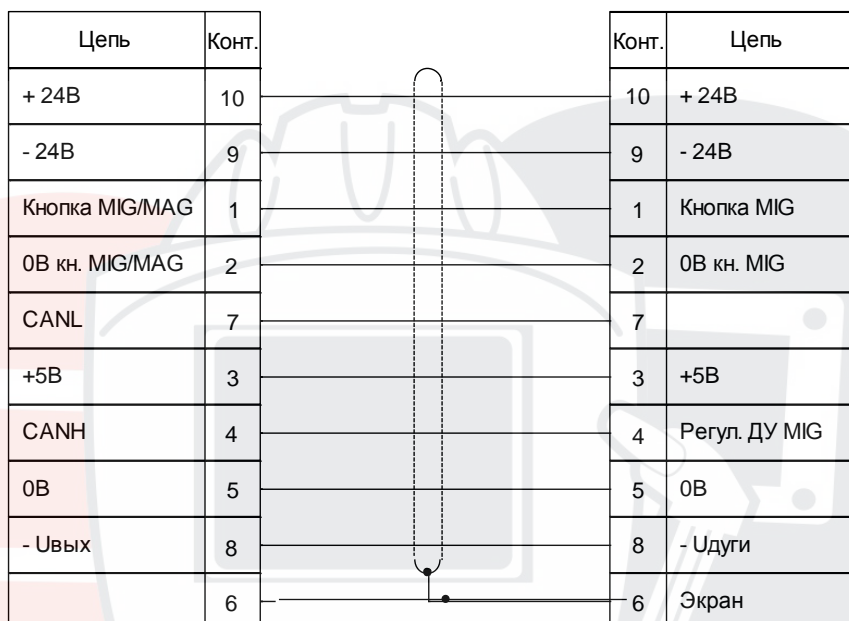 Цепь Конт. Конт. Цепь
+ 24В 10 10 + 24В
- 24В 9 9 - 24В
Кнопка MIG/MAG 1 1 Кнопка MIG
0В кн. MIG/MAG 2 2 0В кн. MIG
CANL 7 7
+5В 3 3 +5В
CANH 4 4 Регул. ДУ MIG
0В 5 5 0В
- Uвых 8 8 - Uдуги
6 6 Экран